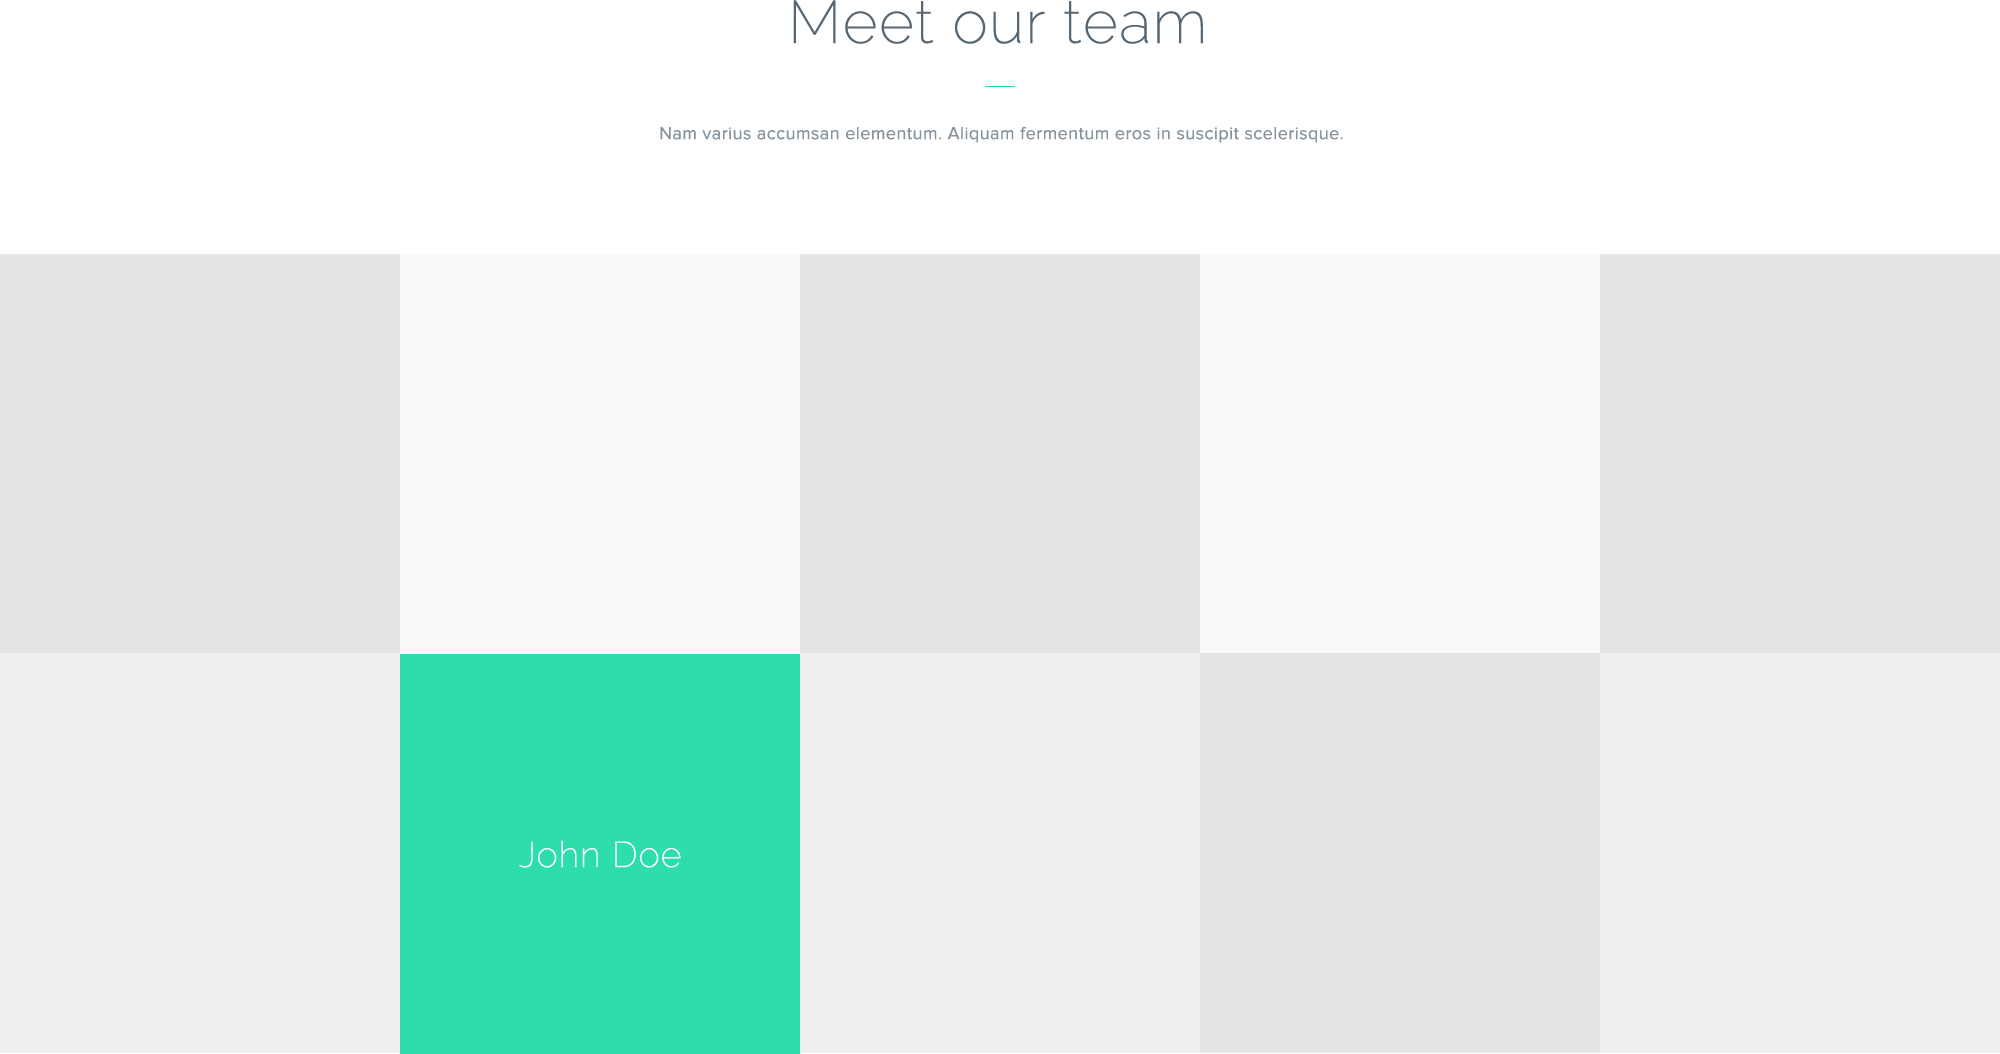 Meet our team
Nam varius accumsan elementum. Aliquam fermentum eros in suscipit scelerisque.
John Doe